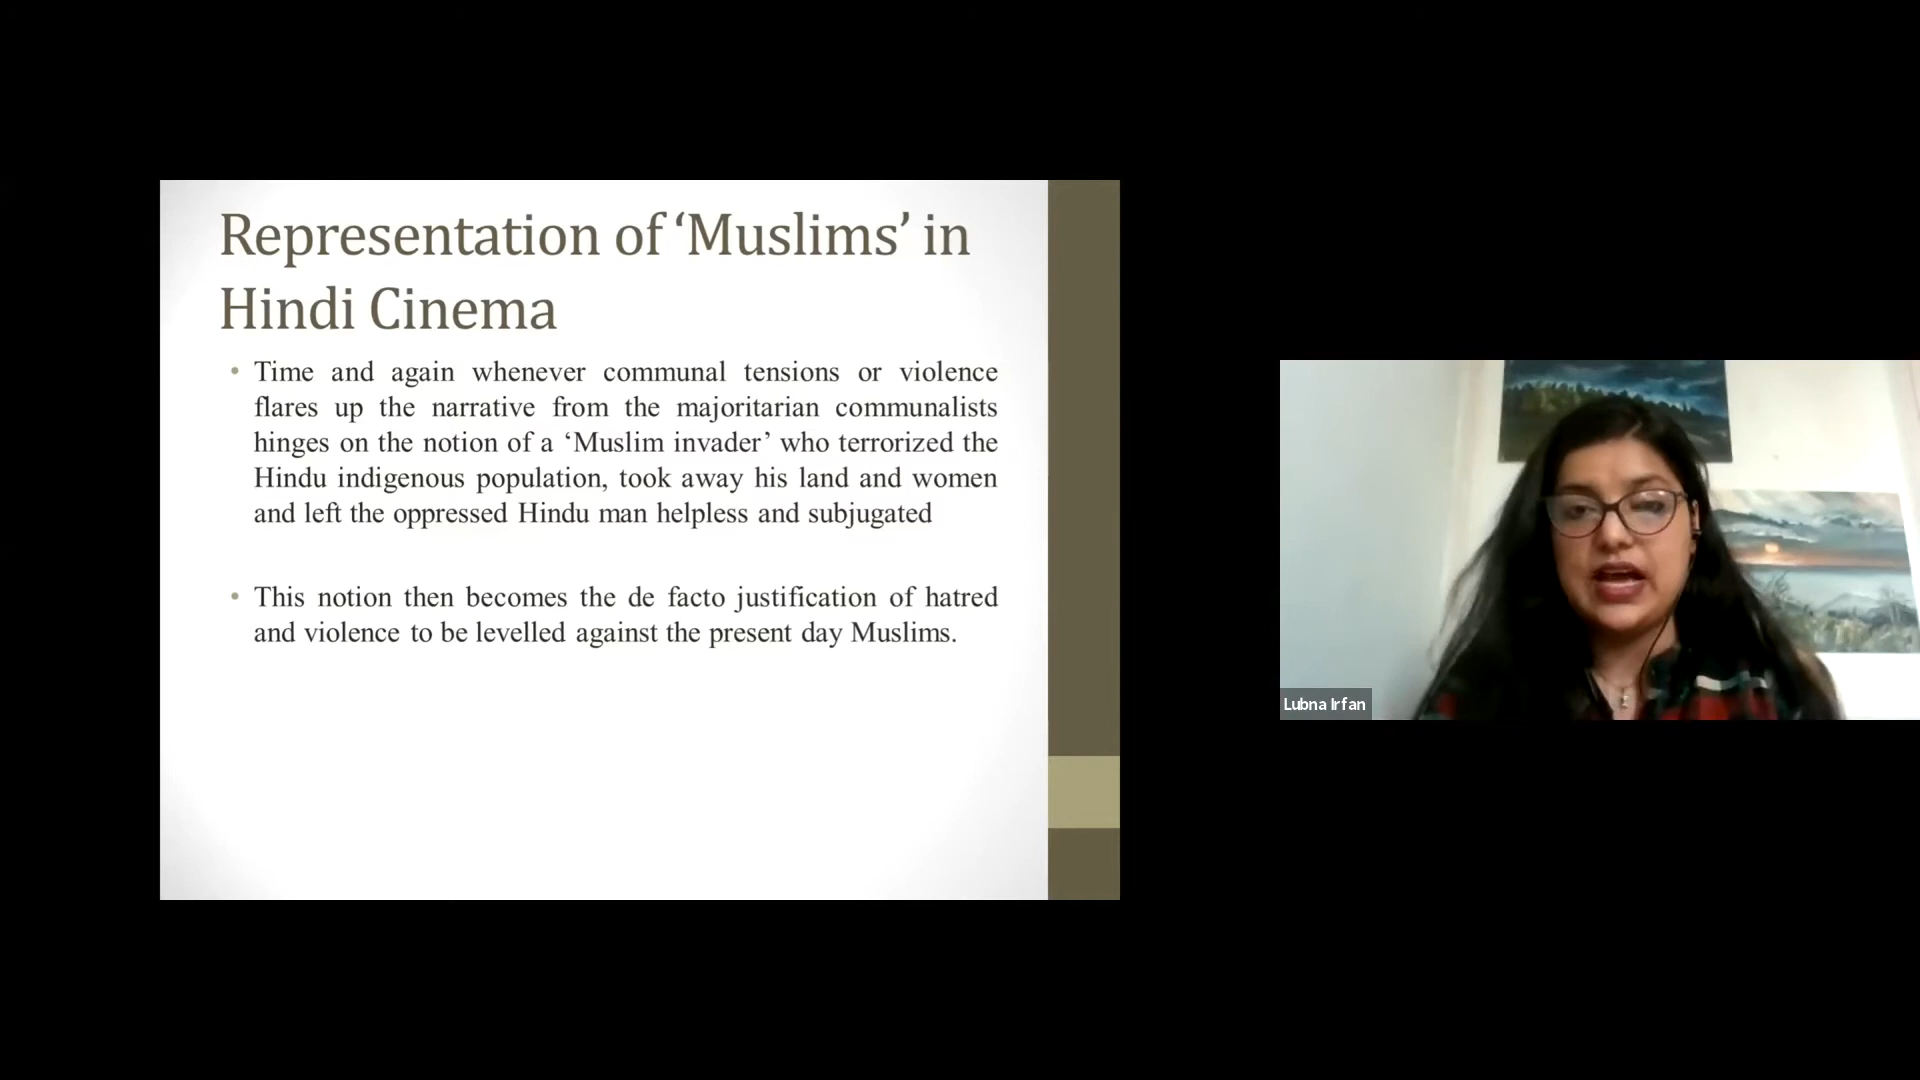 Representation of ‘Muslims’ in
Hindi Cinema
• Time and again whenever communal tensions or violence
flares up the narrative from the majoritarian communalists
hinges on the notion of a ‘Muslim invader’ who terrorized the
Hindu indigenous population, took away his land and women
and left the oppressed Hindu man helpless and subjugated
• This notion then becomes the de facto justification of hatred
and violence to be levelled against the present day Muslims.
Lubna Irfan